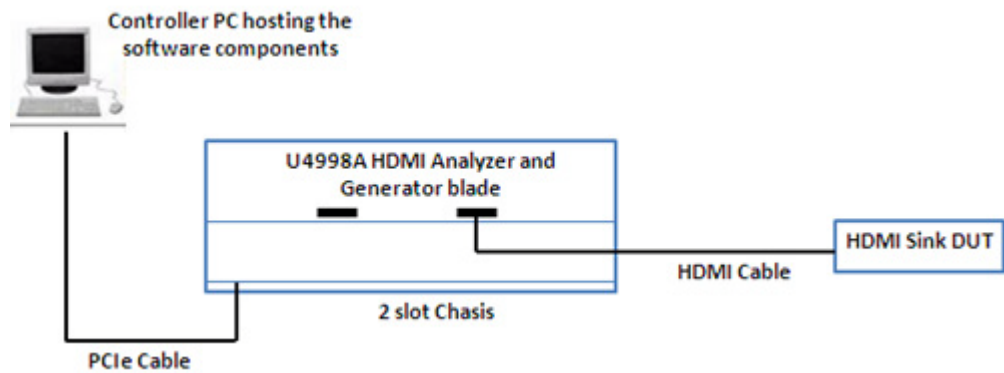 Controller PC hosting the
software components
U4998A HDMI Analyzer and
Generator blade
HDMI Sink DUT
HDMI Cable
2 slot Chasis
PCIe Cable